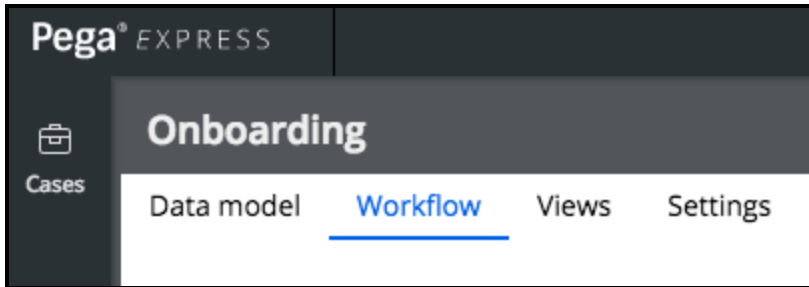 Pega® EXPRESS
Onboarding
Cases
Data model Workflow Views Settings